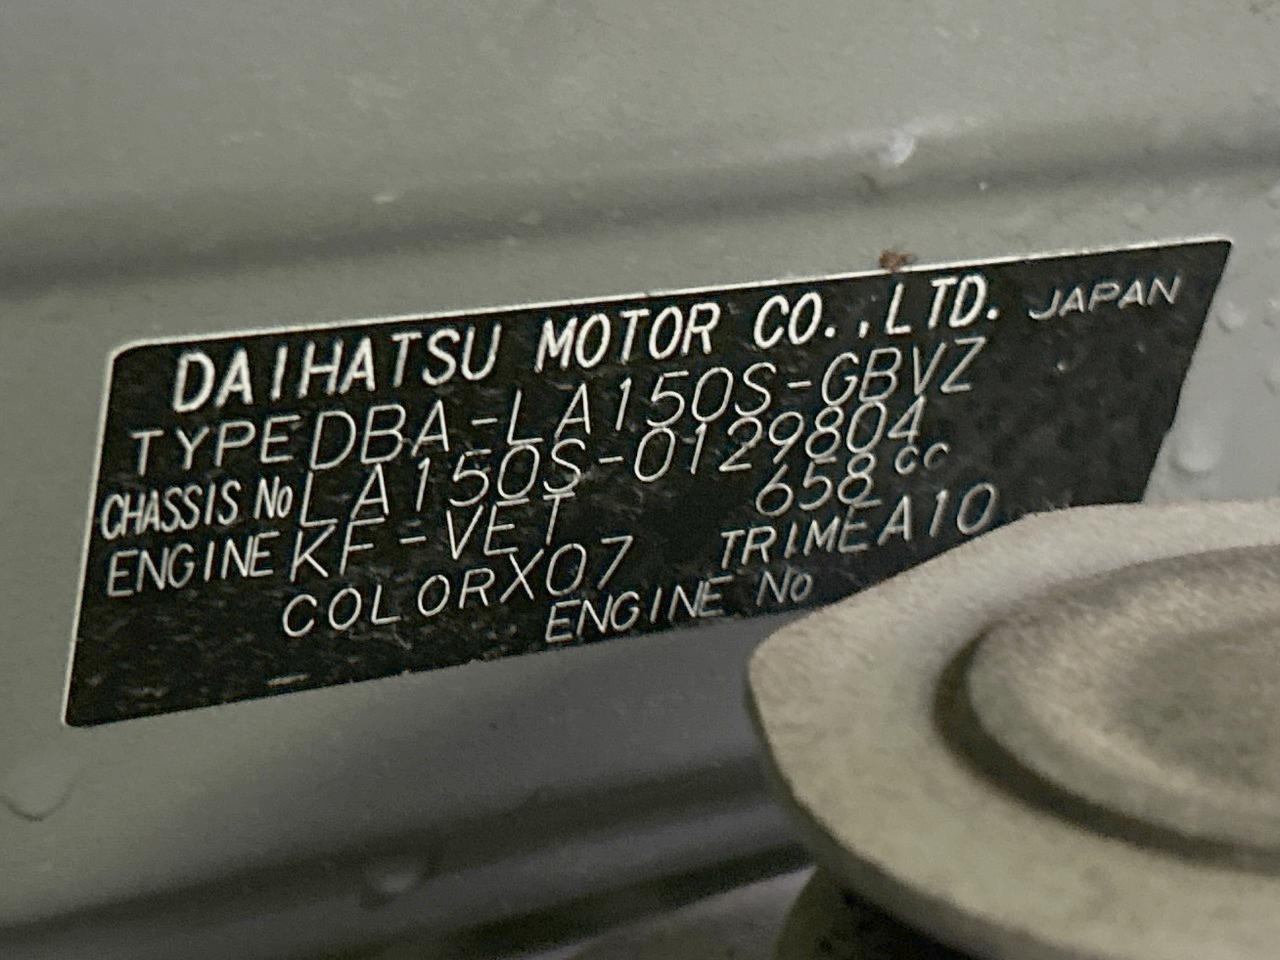 DAIHATSU MOTOR CO.,LTD. JAPAN
TYPE DBA-LA150S-GBVZ
CHASSIS No LA150S-0129804
ENGINE KF-VET 658cc
COLOR X07 TRIM EA10
ENGINE No